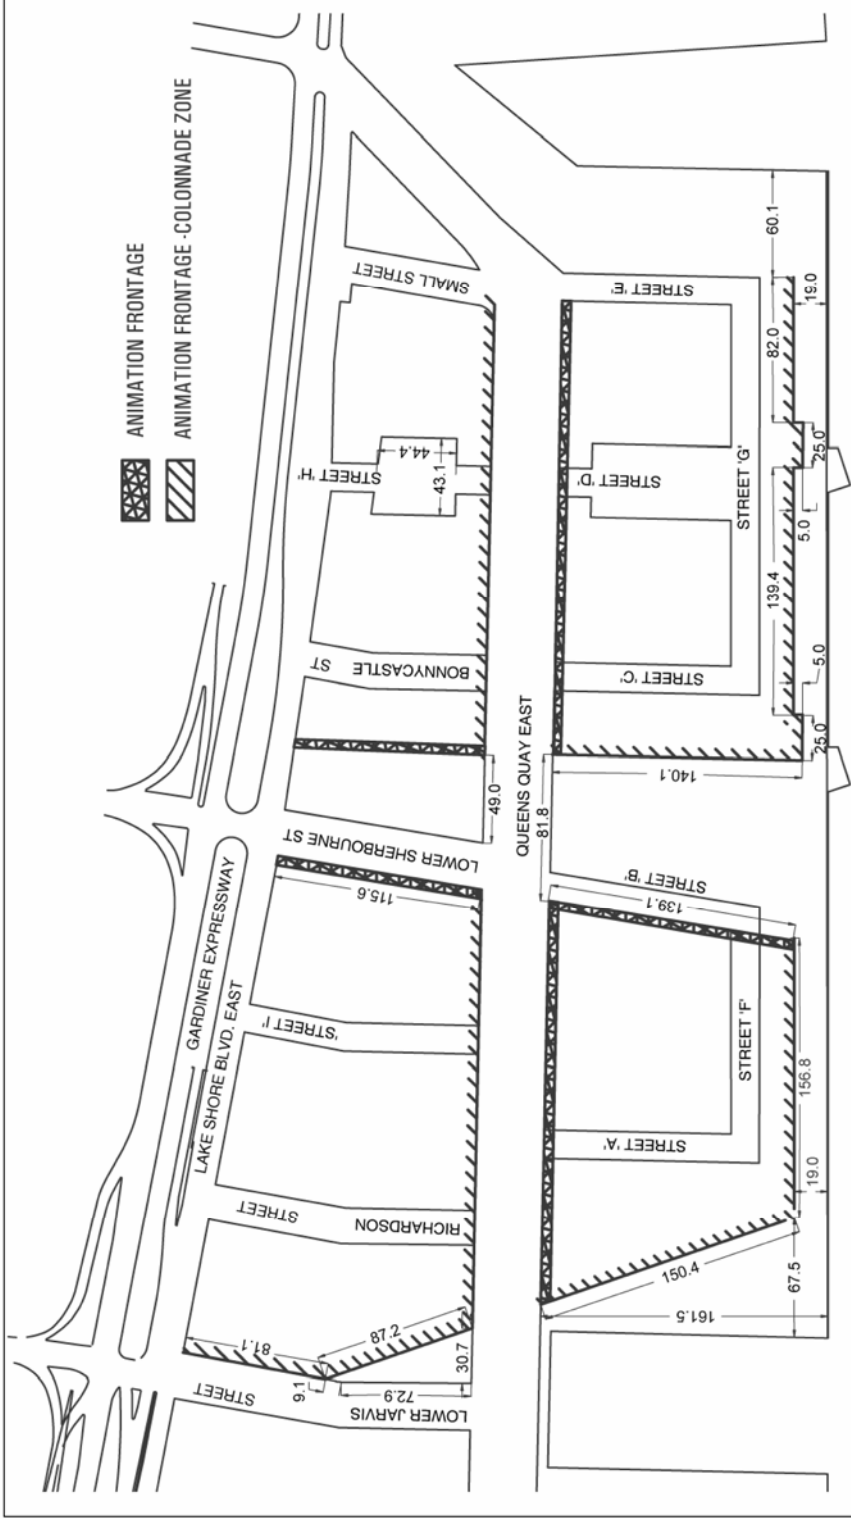 ANIMATION FRONTAGE
ANIMATION FRONTAGE -COLONNADE ZONE
GARDINER EXPRESSWAY
LAKE SHORE BLVD. EAST
SMALL STREET
STREET 'H'
44.4
43.1
BONNYCASTLE ST
LOWER SHERBOURNE ST
49.0
115.6
STREET 'I'
RICHARDSON STREET
81.1
87.2
9.1
30.7
72.9
LOWER JARVIS STREET
QUEENS QUAY EAST
81.8
STREET 'E'
STREET 'D'
STREET 'C'
STREET 'G'
60.1
19.0
82.0
25.0
5.0
139.4
5.0
25.0
140.1
STREET 'B'
139.1
STREET 'F'
STREET 'A'
156.8
19.0
150.4
67.5
161.5